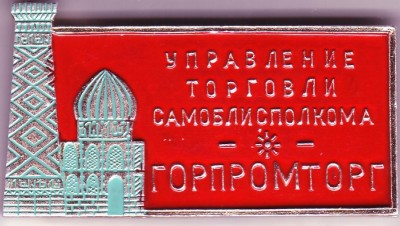 УПРАВЛЕНИЕ
ТОРГОВЛИ
САМОБЛИСПОЛКОМА
ГОРПРОМТОРГ